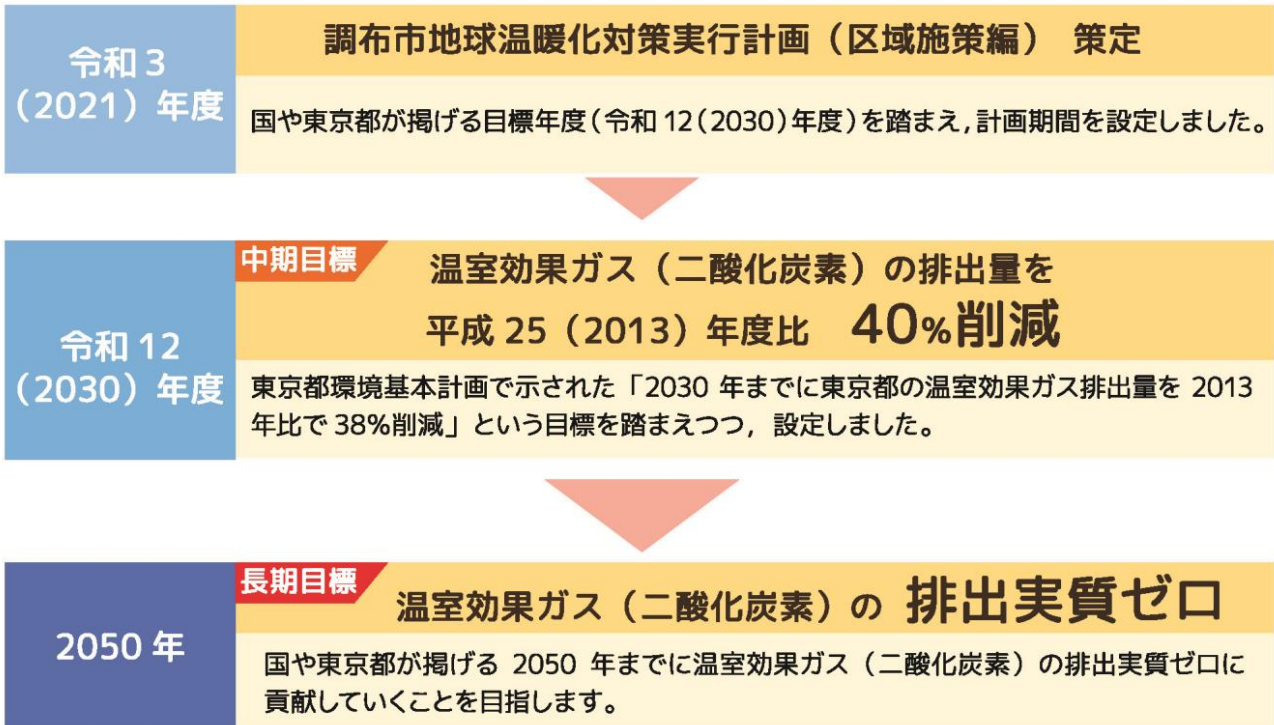 令和3
（2021）年度
調布市地球温暖化対策実行計画（区域施策編） 策定
国や東京都が掲げる目標年度（令和12（2030）年度）を踏まえ，計画期間を設定しました。
令和12
（2030）年度
中期目標
温室効果ガス（二酸化炭素）の排出量を
平成25（2013）年度比 40%削減
東京都環境基本計画で示された「2030 年までに東京都の温室効果ガス排出量を 2013
年比で 38%削減」という目標を踏まえつつ，設定しました。
2050 年
長期目標
温室効果ガス（二酸化炭素）の 排出実質ゼロ
国や東京都が掲げる 2050 年までに温室効果ガス（二酸化炭素）の排出実質ゼロに
貢献していくことを目指します。